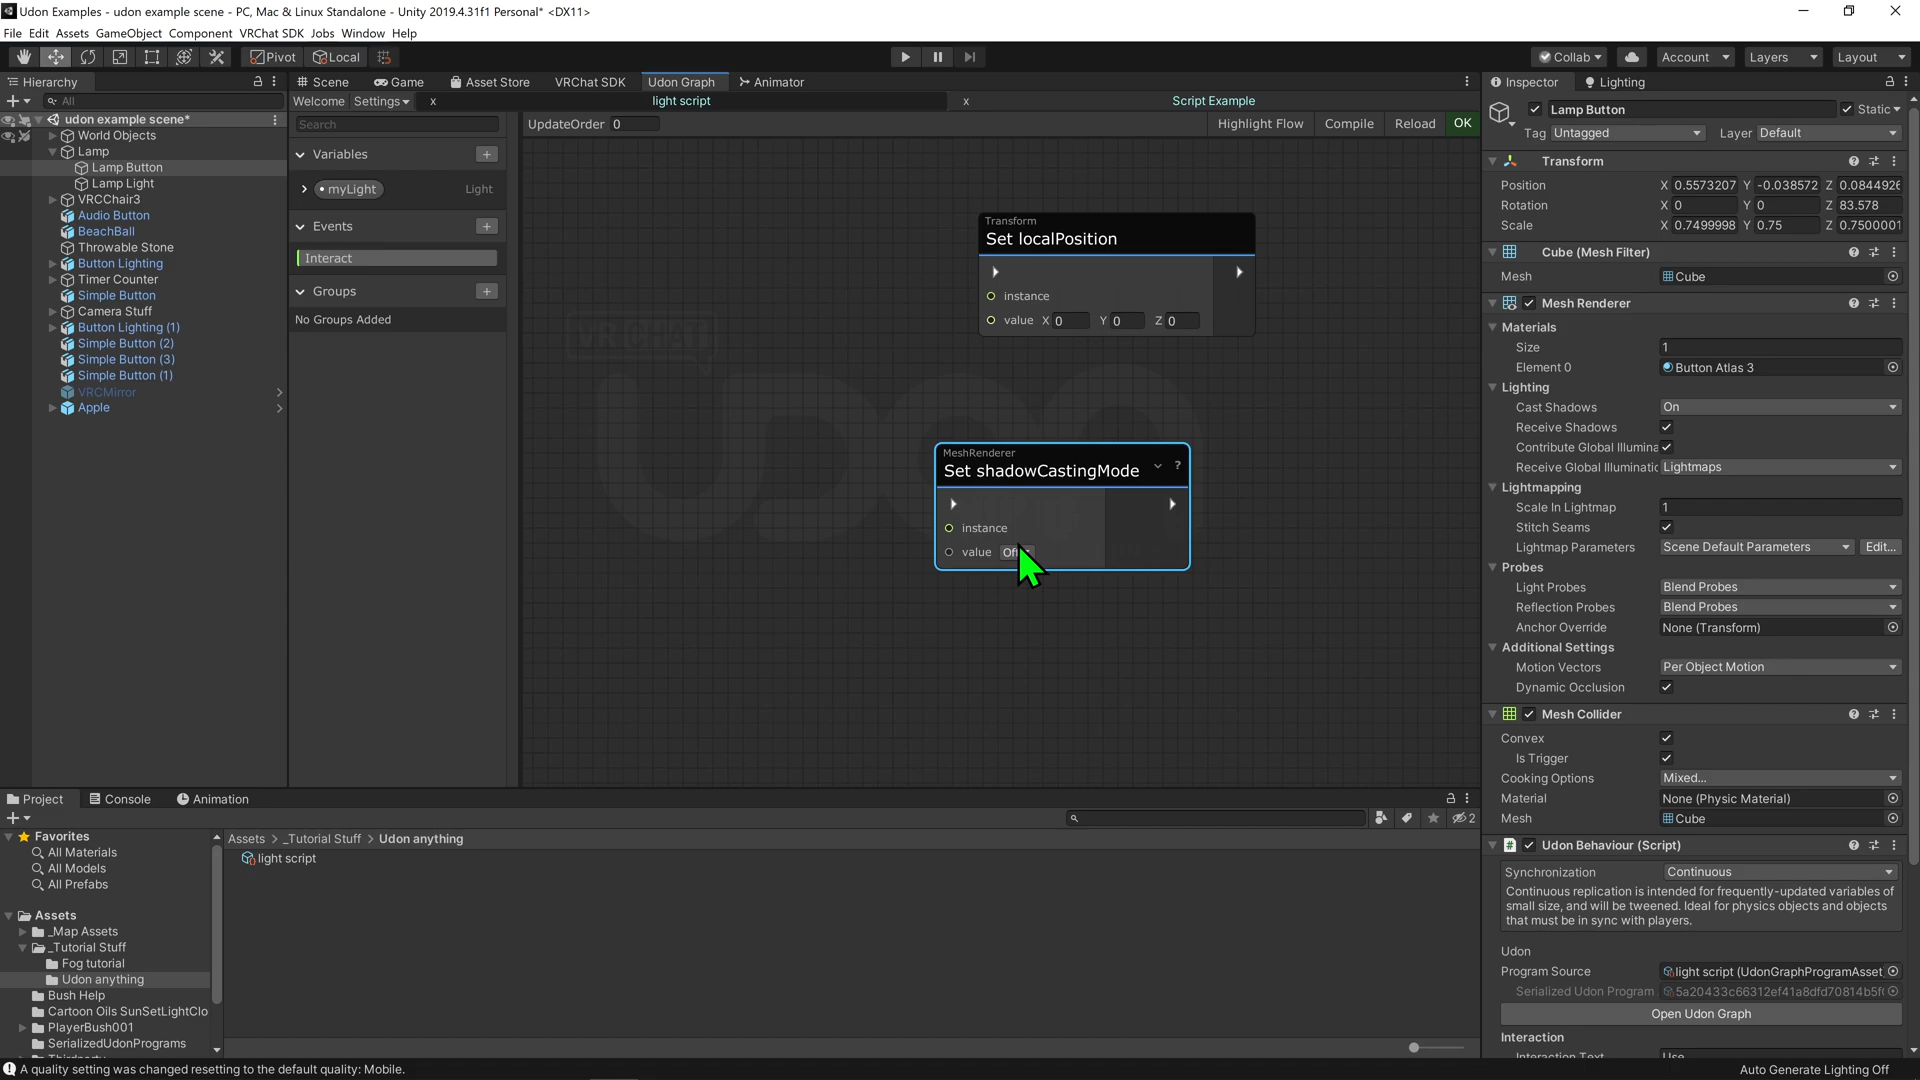 Udon Examples - udon example scene - PC, Mac & Linux Standalone - Unity 2019.4.31f1 Personal* <DX11>
File Edit Assets GameObject Component VRChat SDK Jobs Window Help
Pivot Local Collab Account Layers Layout
Hierarchy
All
udon example scene*
World Objects
Lamp
Lamp Button
Lamp Light
VRCChair3
Audio Button
BeachBall
Throwable Stone
Button Lighting
Timer Counter
Simple Button
Camera Stuff
Button Lighting (1)
Simple Button (2)
Simple Button (3)
Simple Button (1)
VRCMirror
Apple
Scene Game Asset Store VRChat SDK Udon Graph Animator
Welcome Settings x light script x Script Example
Search
UpdateOrder 0 Highlight Flow Compile Reload OK
Variables
myLight Light
Events
Interact
Groups
No Groups Added
VRCHAT
UDON
Transform
Set localPosition
instance
value X 0 Y 0 Z 0
MeshRenderer
Set shadowCastingMode ?
instance
value
Inspector Lighting
Lamp Button Static
Tag Untagged Layer Default
Transform
Position X 0.5573207 Y -0.038572 Z 0.0844926
Rotation X 0 Y 0 Z 83.578
Scale X 0.7499998 Y 0.75 Z 0.7500001
Cube (Mesh Filter)
Mesh Cube
Mesh Renderer
Materials
Size 1
Element 0 Button Atlas 3
Lighting
Cast Shadows On
Receive Shadows
Contribute Global Illumina
Receive Global Illuminatic Lightmaps
Lightmapping
Scale In Lightmap 1
Stitch Seams
Lightmap Parameters Scene Default Parameters Edit...
Probes
Light Probes Blend Probes
Reflection Probes Blend Probes
Anchor Override None (Transform)
Additional Settings
Motion Vectors Per Object Motion
Dynamic Occlusion
Mesh Collider
Convex
Is Trigger
Cooking Options Mixed...
Material None (Physic Material)
Mesh Cube
Udon Behaviour (Script)
Synchronization Continuous
Continuous replication is intended for frequently-updated variables of
small size, and will be tweened. Ideal for physics objects and objects
that must be in sync with players.
Udon
Program Source light script (UdonGraphProgramAsset
Serialized Udon Program 5a20433c66312ef41a8dfd70814b5f
Open Udon Graph
Interaction
Interaction Text Use
Project Console Animation
2
Favorites
All Materials
All Models
All Prefabs
Assets
_Map Assets
_Tutorial Stuff
Fog tutorial
Udon anything
Bush Help
Cartoon Oils SunSetLightClo
PlayerBush001
SerializedUdonPrograms
Assets > _Tutorial Stuff > Udon anything
light script
A quality setting was changed resetting to the default quality: Mobile.
Auto Generate Lighting Off